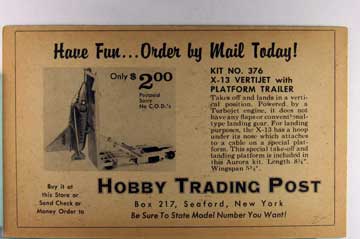 Have Fun...Order by Mail Today!
Only $2.00
Postpaid
Sorry
No C.O.D.'s
KIT NO. 376
X-13 VERTIJET with
PLATFORM TRAILER
Takes off and lands in a verti-
cal position. Powered by a
Turbojet engine, it does not
have any flaps or conventional-
type landing gear. For landing
purposes, the X-13 has a hoop
under its nose which attaches
to a cable on a special plat-
form. This special take-off and
landing platform is included in
this Aurora kit. Length 8¼".
Wingspan 5¼".
Buy it at
this Store or
Send Check or
Money Order to
HOBBY TRADING POST
Box 217, Seaford, New York
Be Sure To State Model Number You Want!